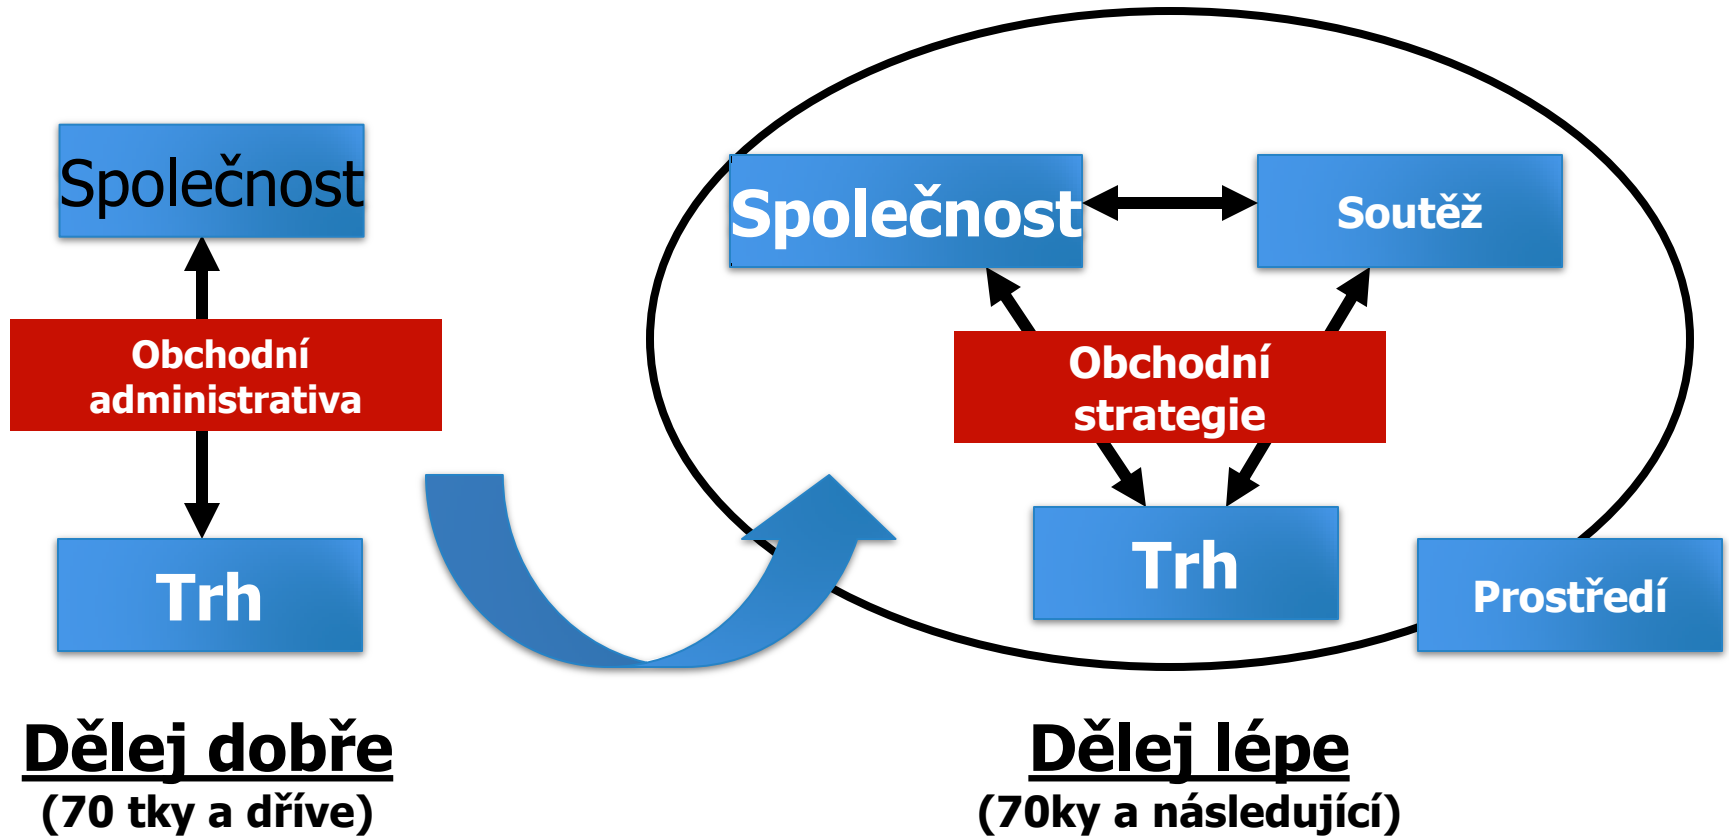 Společnost
Obchodní
administrativa
Trh
Dělej dobře
(70 tky a dříve)
Společnost
Soutěž
Obchodní
strategie
Trh
Prostředí
Dělej lépe
(70ky a následující)